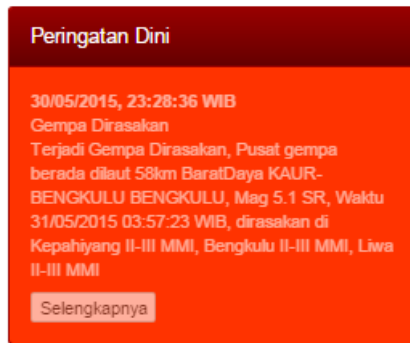 Peringatan Dini
30/05/2015, 23:28:36 WIB
Gempa Dirasakan
Terjadi Gempa Dirasakan, Pusat gempa
berada dilaut 58km BaratDaya KAUR-
BENGKULU BENGKULU, Mag 5.1 SR, Waktu
31/05/2015 03:57:23 WIB, dirasakan di
Kepahiyang II-III MMI, Bengkulu II-III MMI, Liwa
II-III MMI
Selengkapnya